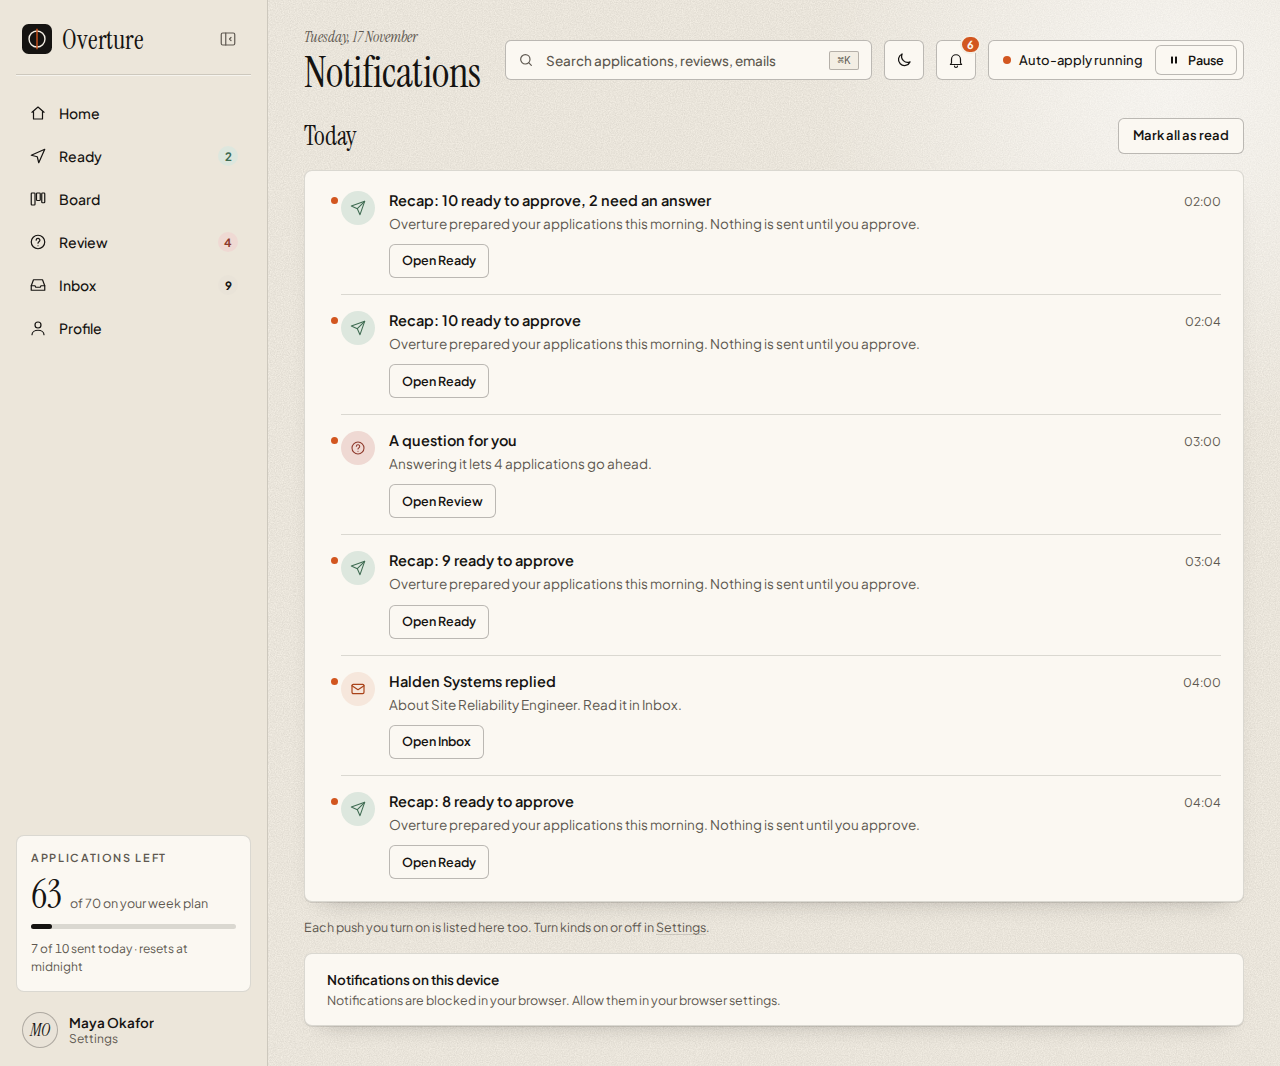 Overture
Home
Ready 2
Board
Review 4
Inbox 9
Profile
APPLICATIONS LEFT
63 of 70 on your week plan
7 of 10 sent today · resets at
midnight
MO
Maya Okafor
Settings
Tuesday, 17 November
Notifications
Search applications, reviews, emails ⌘K
6
Auto-apply running
Pause
Today
Mark all as read
Recap: 10 ready to approve, 2 need an answer 02:00
Overture prepared your applications this morning. Nothing is sent until you approve.
Open Ready
Recap: 10 ready to approve 02:04
Overture prepared your applications this morning. Nothing is sent until you approve.
Open Ready
A question for you 03:00
Answering it lets 4 applications go ahead.
Open Review
Recap: 9 ready to approve 03:04
Overture prepared your applications this morning. Nothing is sent until you approve.
Open Ready
Halden Systems replied 04:00
About Site Reliability Engineer. Read it in Inbox.
Open Inbox
Recap: 8 ready to approve 04:04
Overture prepared your applications this morning. Nothing is sent until you approve.
Open Ready
Each push you turn on is listed here too. Turn kinds on or off in Settings.
Notifications on this device
Notifications are blocked in your browser. Allow them in your browser settings.